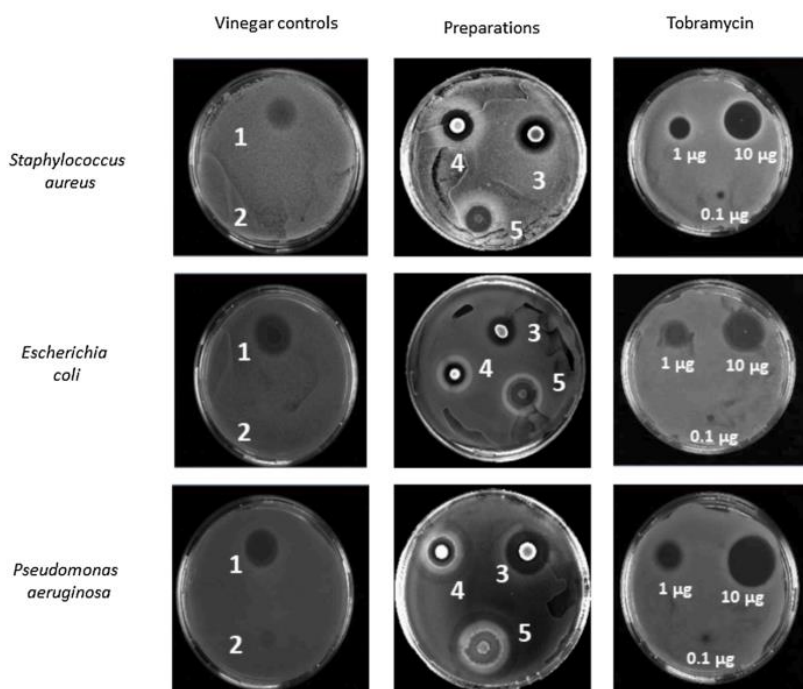 Vinegar controls Preparations Tobramycin
Staphylococcus
aureus
1
2
4
3
5
1 µg 10 µg
0.1 µg
Escherichia
coli
1
2
3
4
5
1 µg 10 µg
0.1 µg
Pseudomonas
aeruginosa
1
2
4
3
5
1 µg 10 µg
0.1 µg